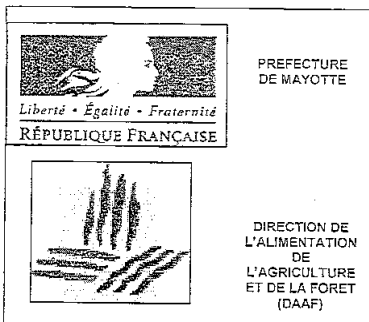 PREFECTURE
DE MAYOTTE
Liberté • Égalité • Fraternité
RÉPUBLIQUE FRANÇAISE
DIRECTION DE
L'ALIMENTATION
DE
L'AGRICULTURE
ET DE LA FORET
(DAAF)